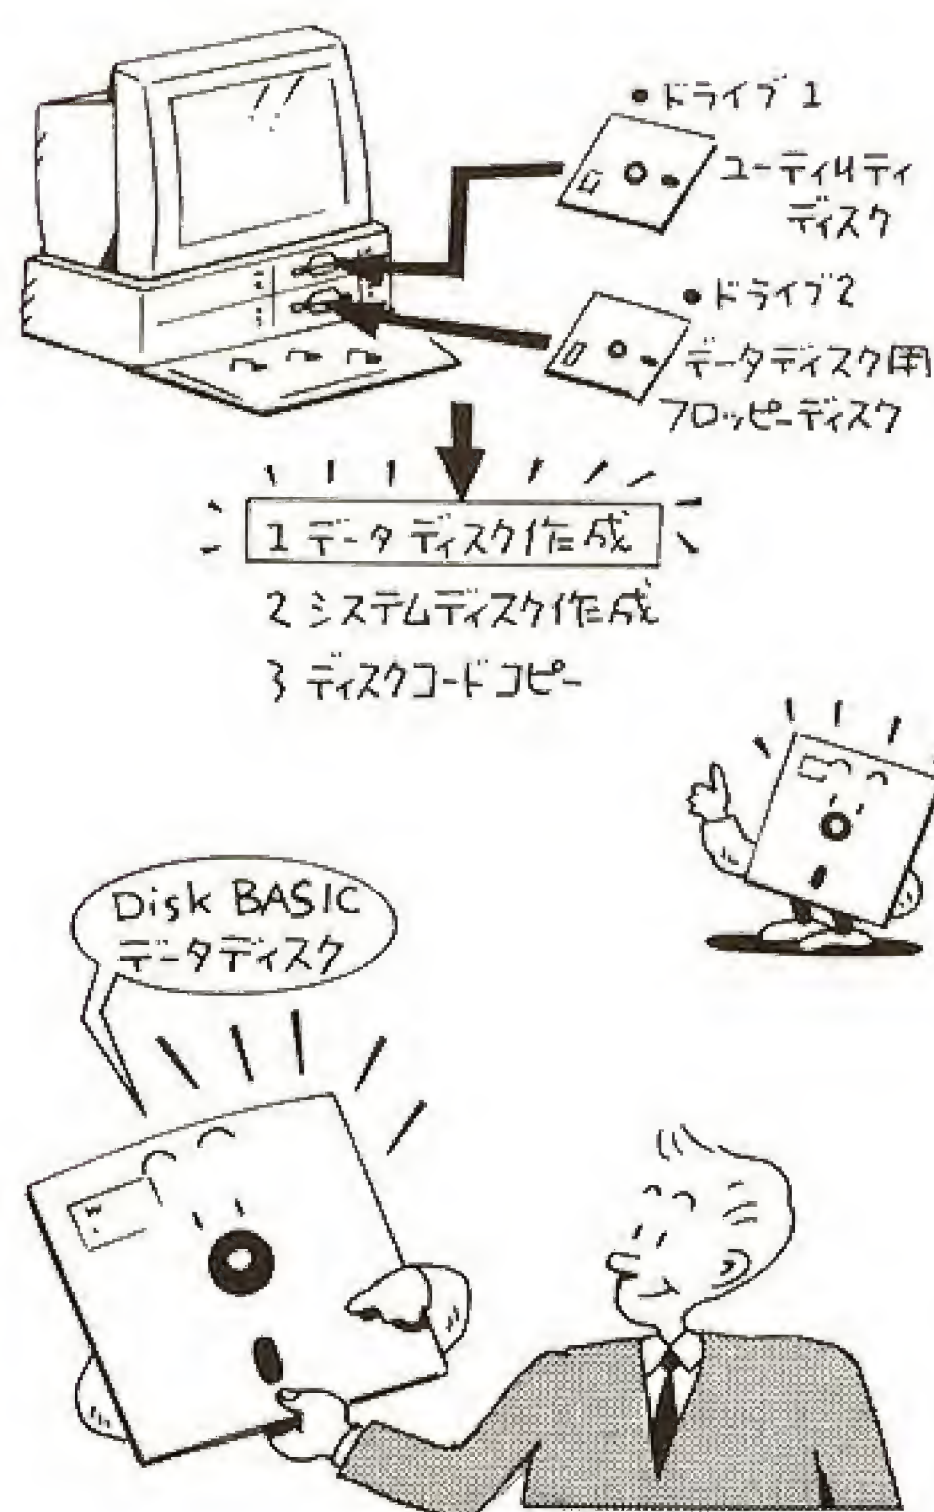 ●ドライブ1
ユーティリティ
ディスク
●ドライブ2
データディスク用
フロッピーディスク
1 データディスク作成
2 システムディスク作成
3 ディスクコードコピー
Disk BASIC
データディスク